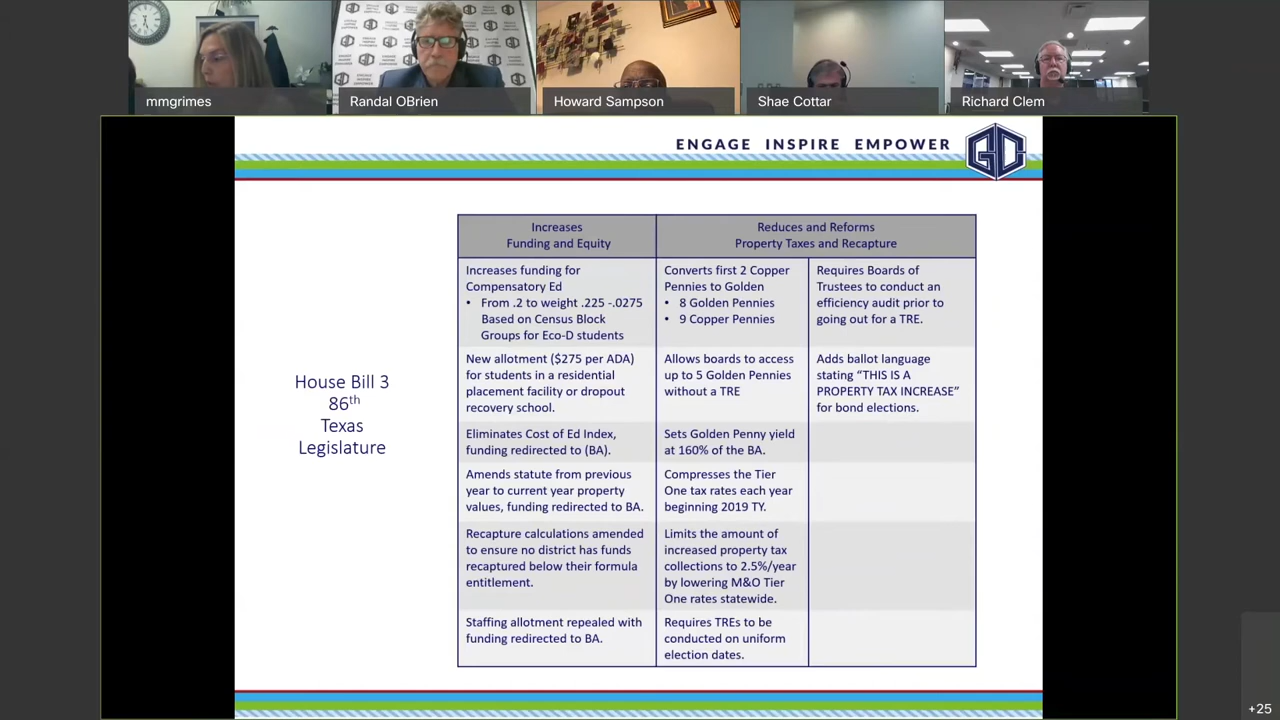 mmgrimes
Randal OBrien
Howard Sampson
Shae Cottar
Richard Clem
ENGAGE INSPIRE EMPOWER
GC
House Bill 3
86th
Texas
Legislature
Increases
Funding and Equity
Reduces and Reforms
Property Taxes and Recapture
Increases funding for
Compensatory Ed
• From .2 to weight .225 -.0275
Based on Census Block
Groups for Eco-D students
Converts first 2 Copper
Pennies to Golden
• 8 Golden Pennies
• 9 Copper Pennies
Requires Boards of
Trustees to conduct an
efficiency audit prior to
going out for a TRE.
New allotment ($275 per ADA)
for students in a residential
placement facility or dropout
recovery school.
Allows boards to access
up to 5 Golden Pennies
without a TRE
Adds ballot language
stating “THIS IS A
PROPERTY TAX INCREASE”
for bond elections.
Eliminates Cost of Ed Index,
funding redirected to (BA).
Sets Golden Penny yield
at 160% of the BA.
Amends statute from previous
year to current year property
values, funding redirected to BA.
Compresses the Tier
One tax rates each year
beginning 2019 TY.
Recapture calculations amended
to ensure no district has funds
recaptured below their formula
entitlement.
Limits the amount of
increased property tax
collections to 2.5%/year
by lowering M&O Tier
One rates statewide.
Staffing allotment repealed with
funding redirected to BA.
Requires TREs to be
conducted on uniform
election dates.
+25